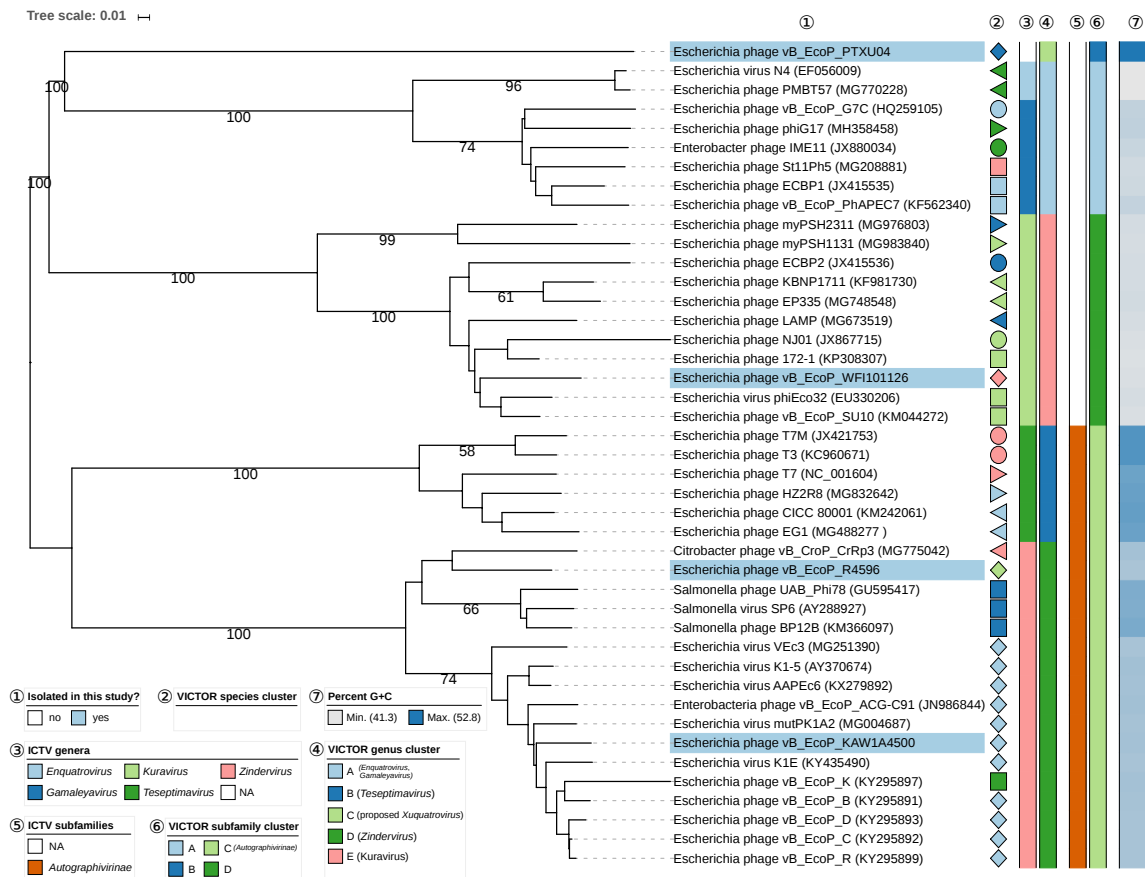 Tree scale: 0.01
① ② ③ ④ ⑤ ⑥ ⑦
Escherichia phage vB_EcoP_PTXU04
Escherichia virus N4 (EF056009)
Escherichia phage PMBT57 (MG770228)
Escherichia phage vB_EcoP_G7C (HQ259105)
Escherichia phage phiG17 (MH358458)
Enterobacter phage IME11 (JX880034)
Escherichia phage St11Ph5 (MG208881)
Escherichia phage ECBP1 (JX415535)
Escherichia phage vB_EcoP_PhAPEC7 (KF562340)
Escherichia phage myPSH2311 (MG976803)
Escherichia phage myPSH1131 (MG983840)
Escherichia phage ECBP2 (JX415536)
Escherichia phage KBNP1711 (KF981730)
Escherichia phage EP335 (MG748548)
Escherichia phage LAMP (MG673519)
Escherichia phage NJ01 (JX867715)
Escherichia phage 172-1 (KP308307)
Escherichia phage vB_EcoP_WFI101126
Escherichia virus phiEco32 (EU330206)
Escherichia phage vB_EcoP_SU10 (KM044272)
Escherichia phage T7M (JX421753)
Escherichia phage T3 (KC960671)
Escherichia phage T7 (NC_001604)
Escherichia phage HZ2R8 (MG832642)
Escherichia phage CICC 80001 (KM242061)
Escherichia phage EG1 (MG488277 )
Citrobacter phage vB_CroP_CrRp3 (MG775042)
Escherichia phage vB_EcoP_R4596
Salmonella phage UAB_Phi78 (GU595417)
Salmonella virus SP6 (AY288927)
Salmonella phage BP12B (KM366097)
Escherichia virus VEc3 (MG251390)
Escherichia virus K1-5 (AY370674)
Escherichia virus AAPEc6 (KX279892)
Enterobacteria phage vB_EcoP_ACG-C91 (JN986844)
Escherichia virus mutPK1A2 (MG004687)
Escherichia phage vB_EcoP_KAW1A4500
Escherichia virus K1E (KY435490)
Escherichia phage vB_EcoP_K (KY295897)
Escherichia phage vB_EcoP_B (KY295891)
Escherichia phage vB_EcoP_D (KY295893)
Escherichia phage vB_EcoP_C (KY295892)
Escherichia phage vB_EcoP_R (KY295899)
100
96
100
74
100
99
100
61
100
58
100
66
100
74
① Isolated in this study?
no yes
② VICTOR species cluster
⑦ Percent G+C
Min. (41.3) Max. (52.8)
③ ICTV genera
Enquatrovirus Kuravirus Zindervirus
Gamaleyavirus Teseptimavirus NA
④ VICTOR genus cluster
A (Enquatrovirus, Gamaleyavirus)
B (Teseptimavirus)
C (proposed Xuquatrovirus)
D (Zindervirus)
E (Kuravirus)
⑤ ICTV subfamilies
NA
Autographivirinae
⑥ VICTOR subfamily cluster
A C (Autographivirinae)
B D